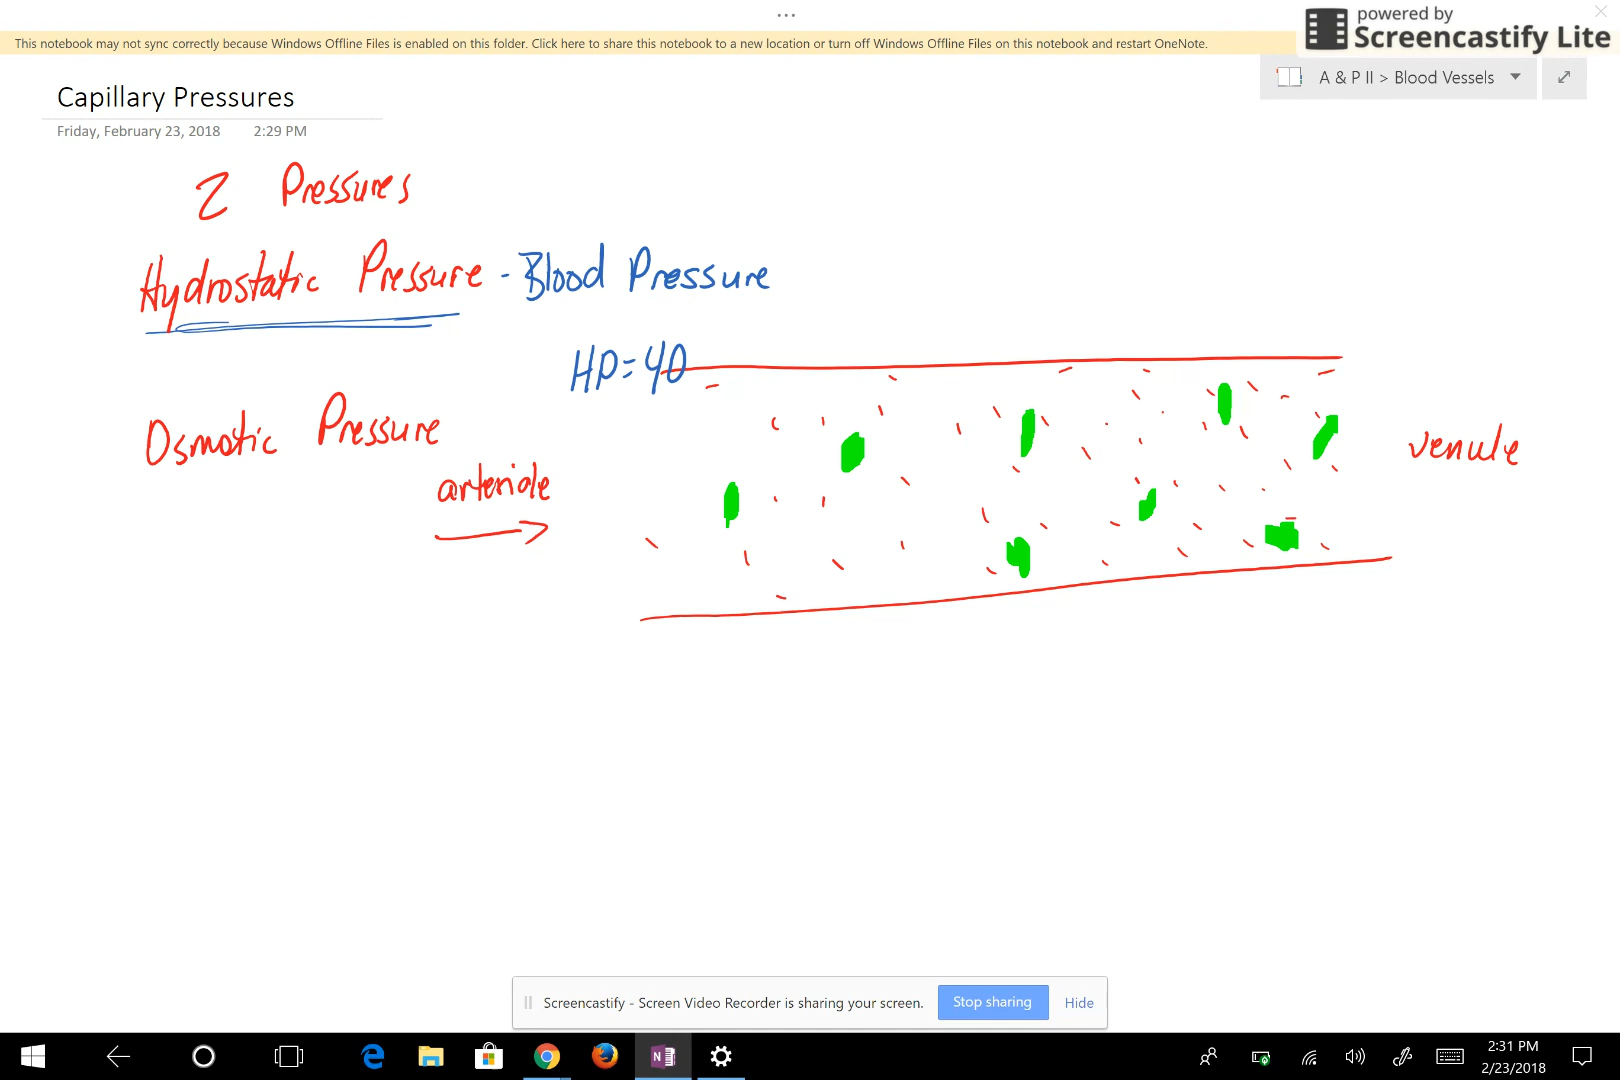 ...
powered by
Screencastify Lite
This notebook may not sync correctly because Windows Offline Files is enabled on this folder. Click here to share this notebook to a new location or turn off Windows Offline Files on this notebook and restart OneNote.
A & P II > Blood Vessels
Capillary Pressures
Friday, February 23, 2018 2:29 PM
2 Pressures
Hydrostatic Pressure - Blood Pressure
HP=40
Osmotic Pressure
arteriole
venule
Screencastify - Screen Video Recorder is sharing your screen.
Stop sharing
Hide
2:31 PM
2/23/2018